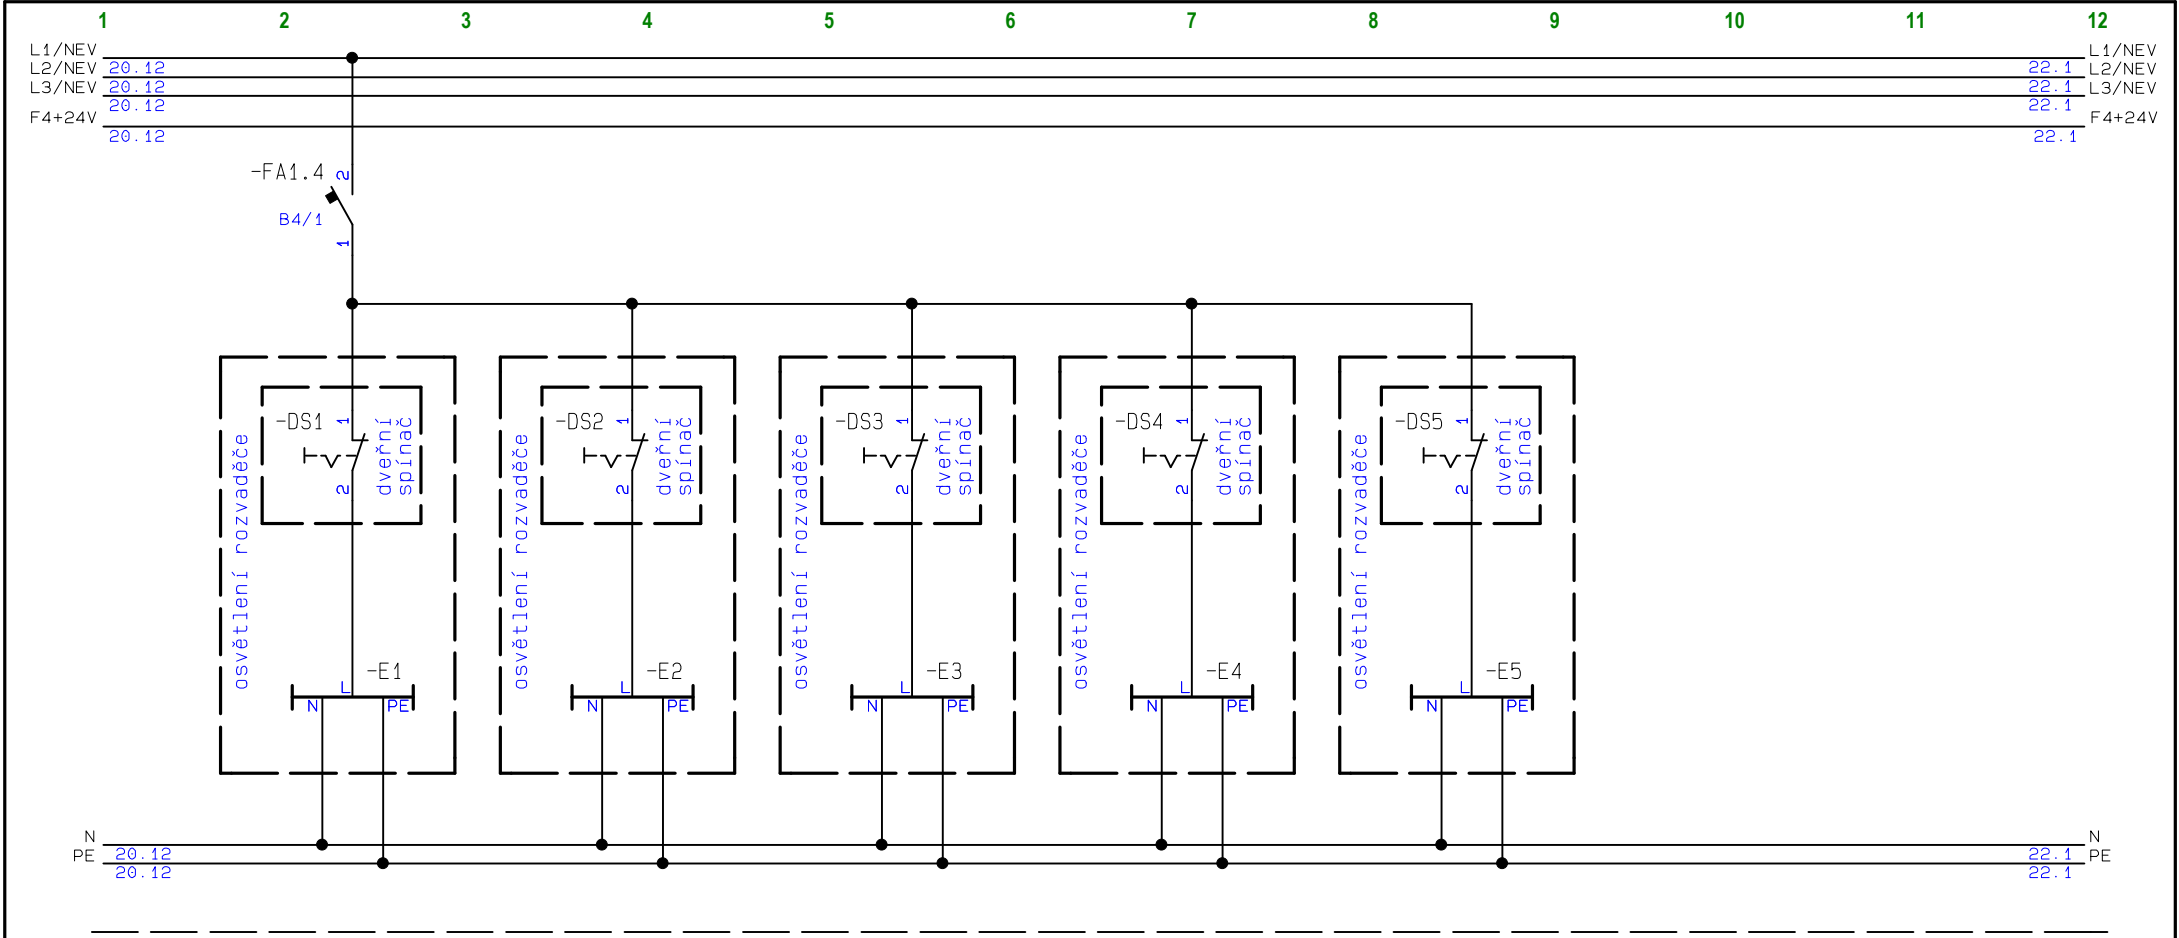 1 2 3 4 5 6 7 8 9 10 11 12
L1/NEV L1/NEV
L2/NEV 20.12 22.1 L2/NEV
L3/NEV 20.12 22.1 L3/NEV
20.12 22.1
F4+24V F4+24V
20.12 22.1
-FA1.4 2
B4/1
1
osvětlení rozvaděče
-DS1 1
2
dveřní
spínač
-E1
L
N PE
osvětlení rozvaděče
-DS2 1
2
dveřní
spínač
-E2
L
N PE
osvětlení rozvaděče
-DS3 1
2
dveřní
spínač
-E3
L
N PE
osvětlení rozvaděče
-DS4 1
2
dveřní
spínač
-E4
L
N PE
osvětlení rozvaděče
-DS5 1
2
dveřní
spínač
-E5
L
N PE
N N
PE 20.12 22.1 PE
20.12 22.1